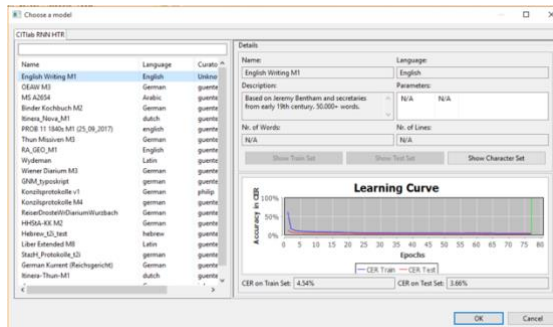 Choose a model
CITlab RNN HTR
Name Language Curato
English Writing M1 English Unkno
OEAW M3 German guente
MS A2654 Arabic guente
Binder Kochbuch M2 German guente
Itinera_Nova_M1 dutch guente
PROB 11 1840s M1 (25_09_2017) english guente
Thun Missiven M3 German guente
RA_GEO_M1 English guente
Wydeman Latin guente
Wiener Diarium M3 German guente
GNM_typoskript german guente
Konzilsprotokolle v1 german philip
Konzilsprotokolle M4 german guente
ReiserDrosteWrDiarnumWurzbach German guente
HHStA-KK M2 German guente
Hebrew_t2i_test hebrew guente
Liber Extended M8 Latin guente
StazH_Protokolle_t2i german guente
German Kurrent (Reichsgericht) German guente
Itinera-Thun-M1 dutch guente
Details
Name: Language:
English Writing M1 English
Description: Parameters:
Based on Jeremy Bentham and secretaries N/A N/A
from early 19th century. 50.000+ words.
Nr. of Words: Nr. of Lines:
N/A N/A
Show Train Set Show Test Set Show Character Set
Learning Curve
Accuracy in CER
100%
50%
0%
0 5 10 15 20 25 30 35 40 45 50 55 60 65 70 75 80
Epochs
CER Train CER Test
CER on Train Set: 4.54% CER on Test Set: 3.66%
OK Cancel